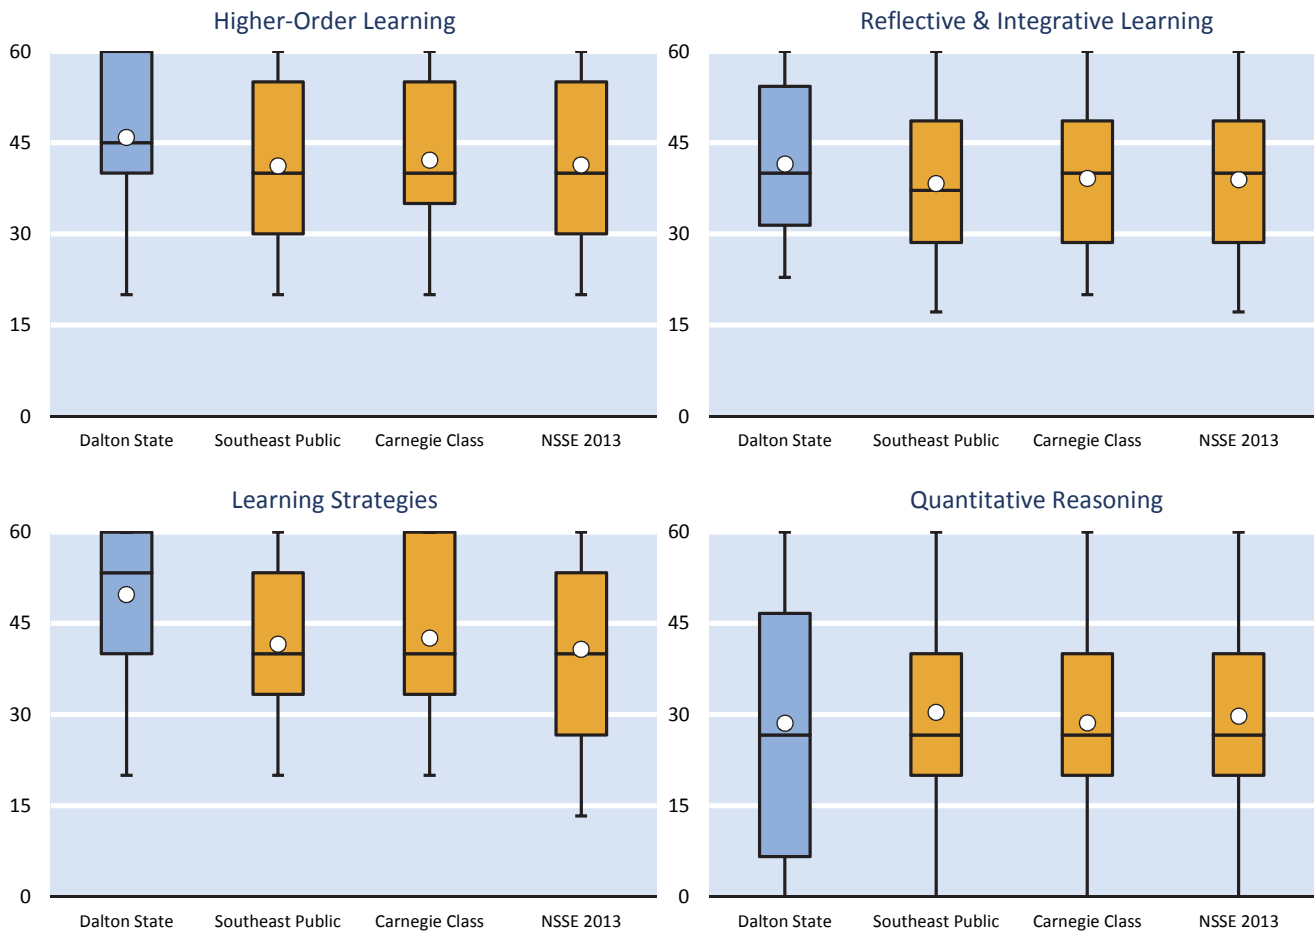 Higher-Order Learning
60
45
30
15
0
Dalton State Southeast Public Carnegie Class NSSE 2013
Reflective & Integrative Learning
60
45
30
15
0
Dalton State Southeast Public Carnegie Class NSSE 2013
Learning Strategies
60
45
30
15
0
Dalton State Southeast Public Carnegie Class NSSE 2013
Quantitative Reasoning
60
45
30
15
0
Dalton State Southeast Public Carnegie Class NSSE 2013